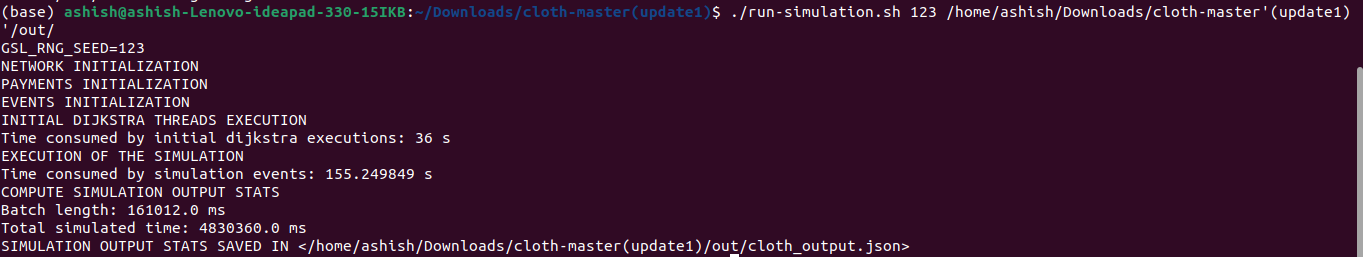 (base) ashish@ashish-Lenovo-ideapad-330-15IKB:~/Downloads/cloth-master(update1)$ ./run-simulation.sh 123 /home/ashish/Downloads/cloth-master'(update1)
'/out/
GSL_RNG_SEED=123
NETWORK INITIALIZATION
PAYMENTS INITIALIZATION
EVENTS INITIALIZATION
INITIAL DIJKSTRA THREADS EXECUTION
Time consumed by initial dijkstra executions: 36 s
EXECUTION OF THE SIMULATION
Time consumed by simulation events: 155.249849 s
COMPUTE SIMULATION OUTPUT STATS
Batch length: 161012.0 ms
Total simulated time: 4830360.0 ms
SIMULATION OUTPUT STATS SAVED IN </home/ashish/Downloads/cloth-master(update1)/out/cloth_output.json>